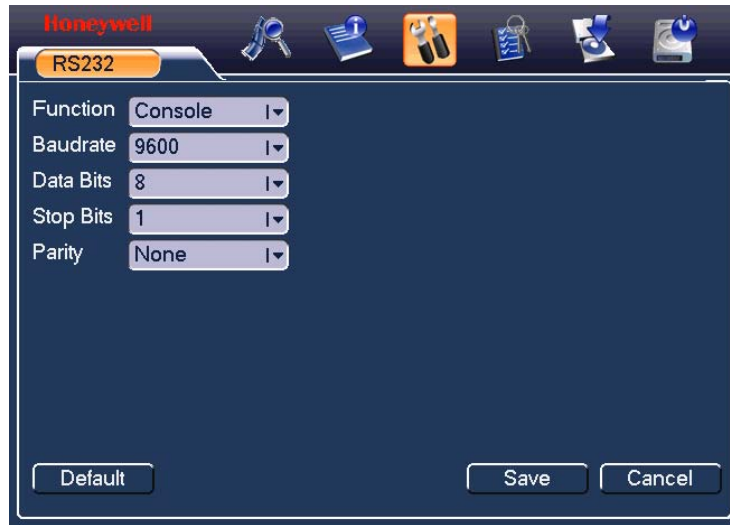 Honeywell
RS232
Function Console
Baudrate 9600
Data Bits 8
Stop Bits 1
Parity None
Default Save Cancel